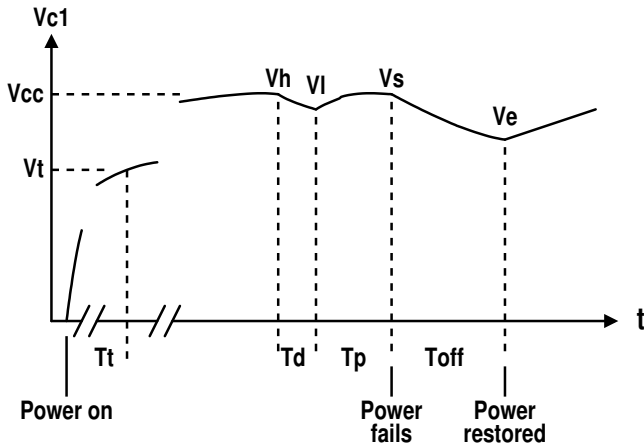 Vc1
Vh
Vl
Vs
Vcc
Ve
Vt
t
Tt
Td
Tp
Toff
Power on
Power
fails
Power
restored